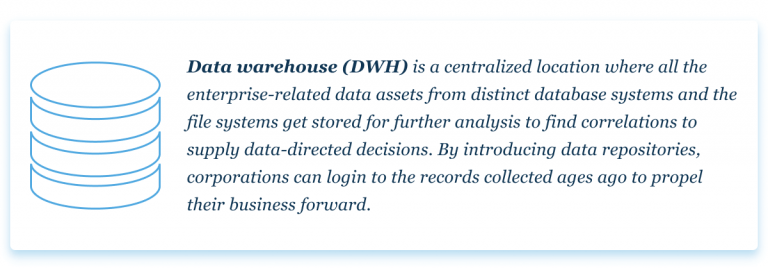 Data warehouse (DWH) is a centralized location where all the
enterprise-related data assets from distinct database systems and the
file systems get stored for further analysis to find correlations to
supply data-directed decisions. By introducing data repositories,
corporations can login to the records collected ages ago to propel
their business forward.